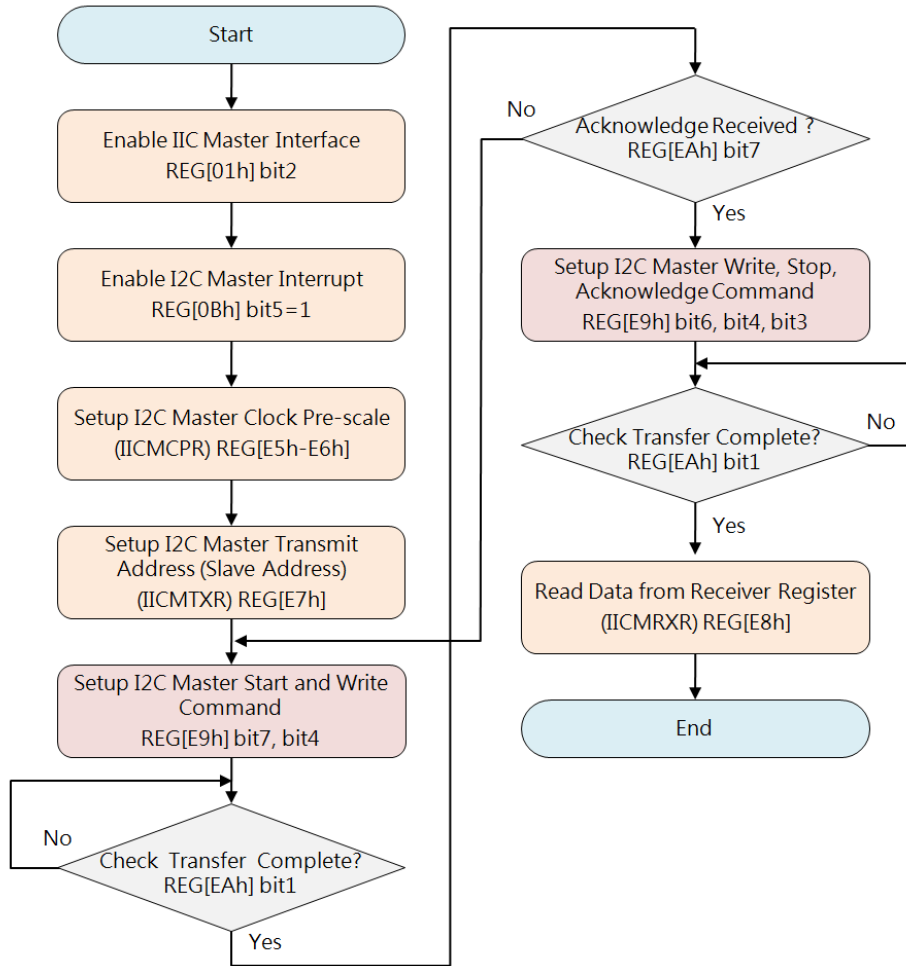 Start
Enable IIC Master Interface
REG[01h] bit2
Enable I2C Master Interrupt
REG[0Bh] bit5=1
Setup I2C Master Clock Pre-scale
(IICMCPR) REG[E5h-E6h]
Setup I2C Master Transmit
Address (Slave Address)
(IICMTXR) REG[E7h]
Setup I2C Master Start and Write
Command
REG[E9h] bit7, bit4
No
Check Transfer Complete?
REG[EAh] bit1
Yes
No
Acknowledge Received ?
REG[EAh] bit7
Yes
Setup I2C Master Write, Stop,
Acknowledge Command
REG[E9h] bit6, bit4, bit3
No
Check Transfer Complete?
REG[EAh] bit1
Yes
Read Data from Receiver Register
(IICMRXR) REG[E8h]
End